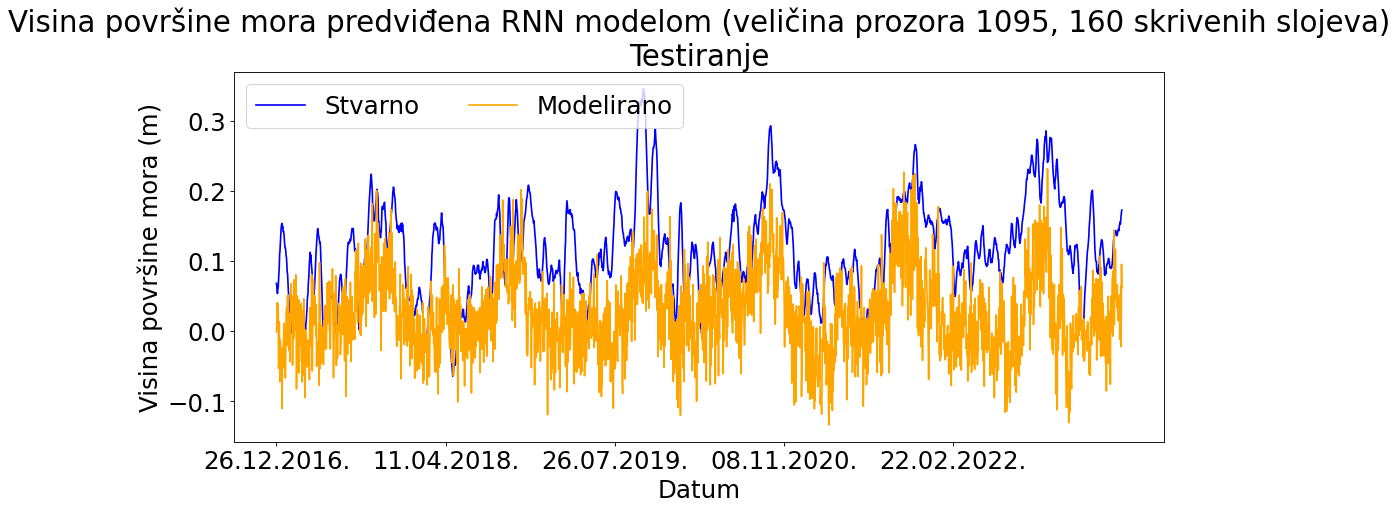 Visina površine mora predviđena RNN modelom (veličina prozora 1095, 160 skrivenih slojeva)
Testiranje
Stvarno Modelirano
Visina površine mora (m)
0.3
0.2
0.1
0.0
−0.1
26.12.2016. 11.04.2018. 26.07.2019. 08.11.2020. 22.02.2022.
Datum